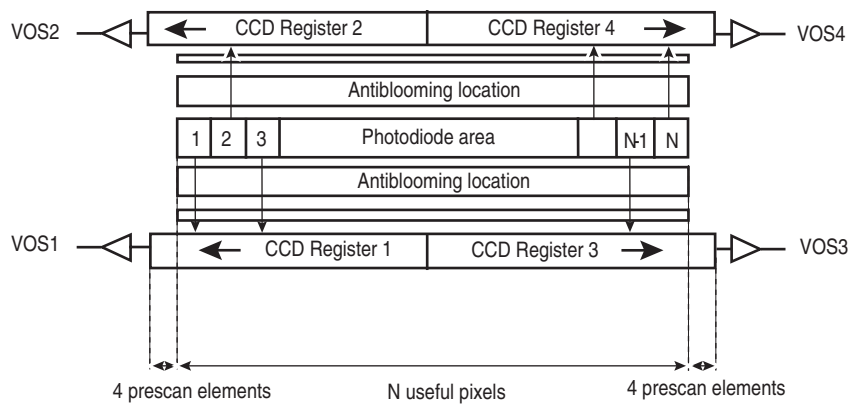 VOS2
CCD Register 2
CCD Register 4
VOS4
Antiblooming location
1
2
3
Photodiode area
N-1
N
Antiblooming location
VOS1
CCD Register 1
CCD Register 3
VOS3
4 prescan elements
N useful pixels
4 prescan elements